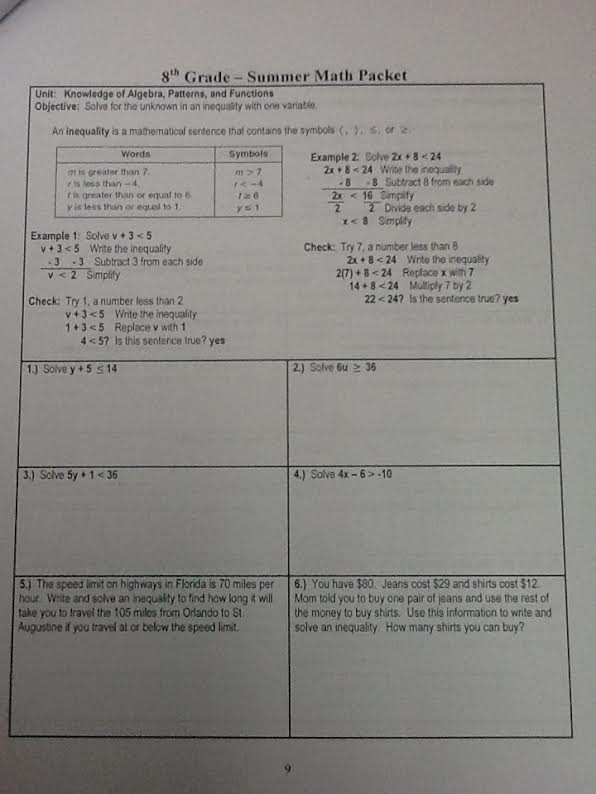 8th Grade – Summer Math Packet
Unit: Knowledge of Algebra, Patterns, and Functions
Objective: Solve for the unknown in an inequality with one variable.
An inequality is a mathematical sentence that contains the symbols ⟨, ⟩, ≤, or ≥.
Words Symbols
m is greater than 7. m > 7
r is less than –4. r < –4
t is greater than or equal to 6. t ≥ 6
y is less than or equal to 1. y ≤ 1
Example 1: Solve v + 3 < 5
v + 3 < 5 Write the inequality
- 3 - 3 Subtract 3 from each side
v < 2 Simplify
Check: Try 1, a number less than 2
v + 3 < 5 Write the inequality
1 + 3 < 5 Replace v with 1
4 < 5? Is this sentence true? yes
Example 2: Solve 2x + 8 < 24
2x + 8 < 24 Write the inequality
- 8 - 8 Subtract 8 from each side
2x < 16 Simplify
2 2 Divide each side by 2
x < 8 Simplify
Check: Try 7, a number less than 8
2x + 8 < 24 Write the inequality
2(7) + 8 < 24 Replace x with 7
14 + 8 < 24 Multiply 7 by 2
22 < 24? Is the sentence true? yes
1.) Solve y + 5 ≤ 14
2.) Solve 6u ≥ 36
3.) Solve 5y + 1 < 36
4.) Solve 4x – 6 > -10
5.) The speed limit on highways in Florida is 70 miles per
hour. Write and solve an inequality to find how long it will
take you to travel the 105 miles from Orlando to St.
Augustine if you travel at or below the speed limit.
6.) You have $80. Jeans cost $29 and shirts cost $12.
Mom told you to buy one pair of jeans and use the rest of
the money to buy shirts. Use this information to write and
solve an inequality. How many shirts you can buy?
9